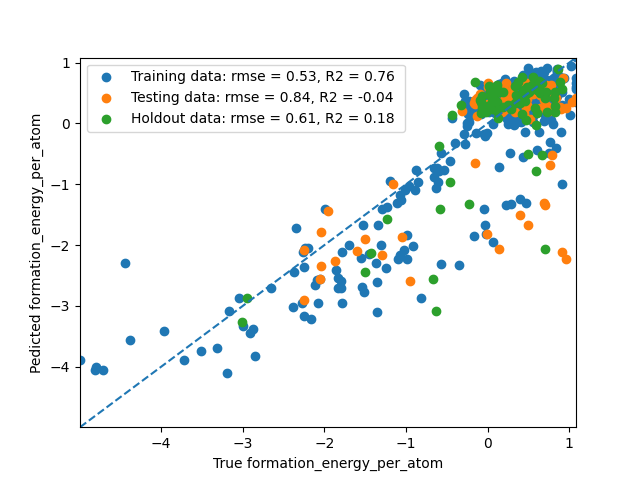 Training data: rmse = 0.53, R2 = 0.76
Testing data: rmse = 0.84, R2 = -0.04
Holdout data: rmse = 0.61, R2 = 0.18
Pedicted formation_energy_per_atom
1
0
−1
−2
−3
−4
−4
−3
−2
−1
0
1
True formation_energy_per_atom